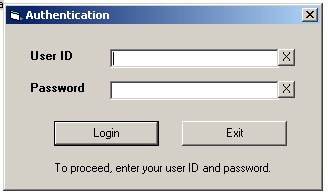 Authentication
User ID X
Password X
Login Exit
To proceed, enter your user ID and password.